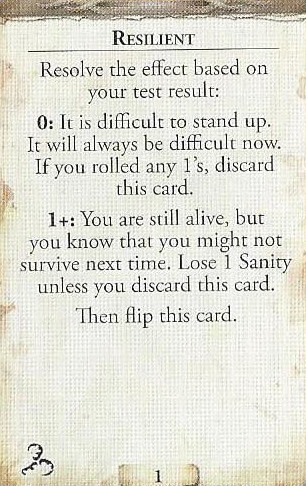 RESILIENT
Resolve the effect based on
your test result:
0: It is difficult to stand up.
It will always be difficult now.
If you rolled any 1's, discard
this card.
1+: You are still alive, but
you know that you might not
survive next time. Lose 1 Sanity
unless you discard this card.
Then flip this card.
1